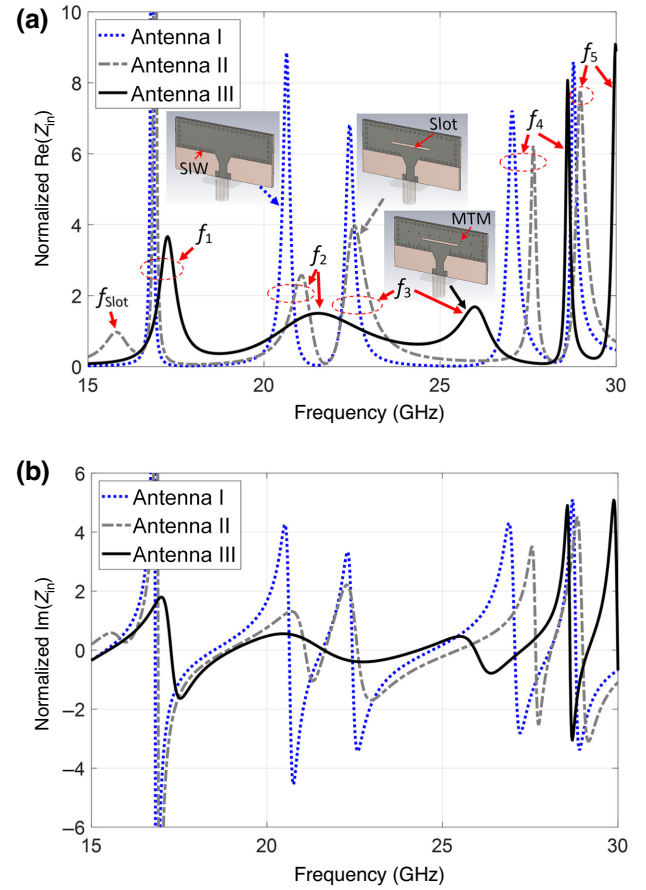 (a)
Normalized Re(Zin)
10
8
6
4
2
0
Antenna I
Antenna II
Antenna III
SIW
Slot
MTM
fSlot
f1
f2
f3
f4
f5
15 20 25 30
Frequency (GHz)
(b)
Normalized Im(Zin)
6
4
2
0
−2
−4
−6
Antenna I
Antenna II
Antenna III
15 20 25 30
Frequency (GHz)